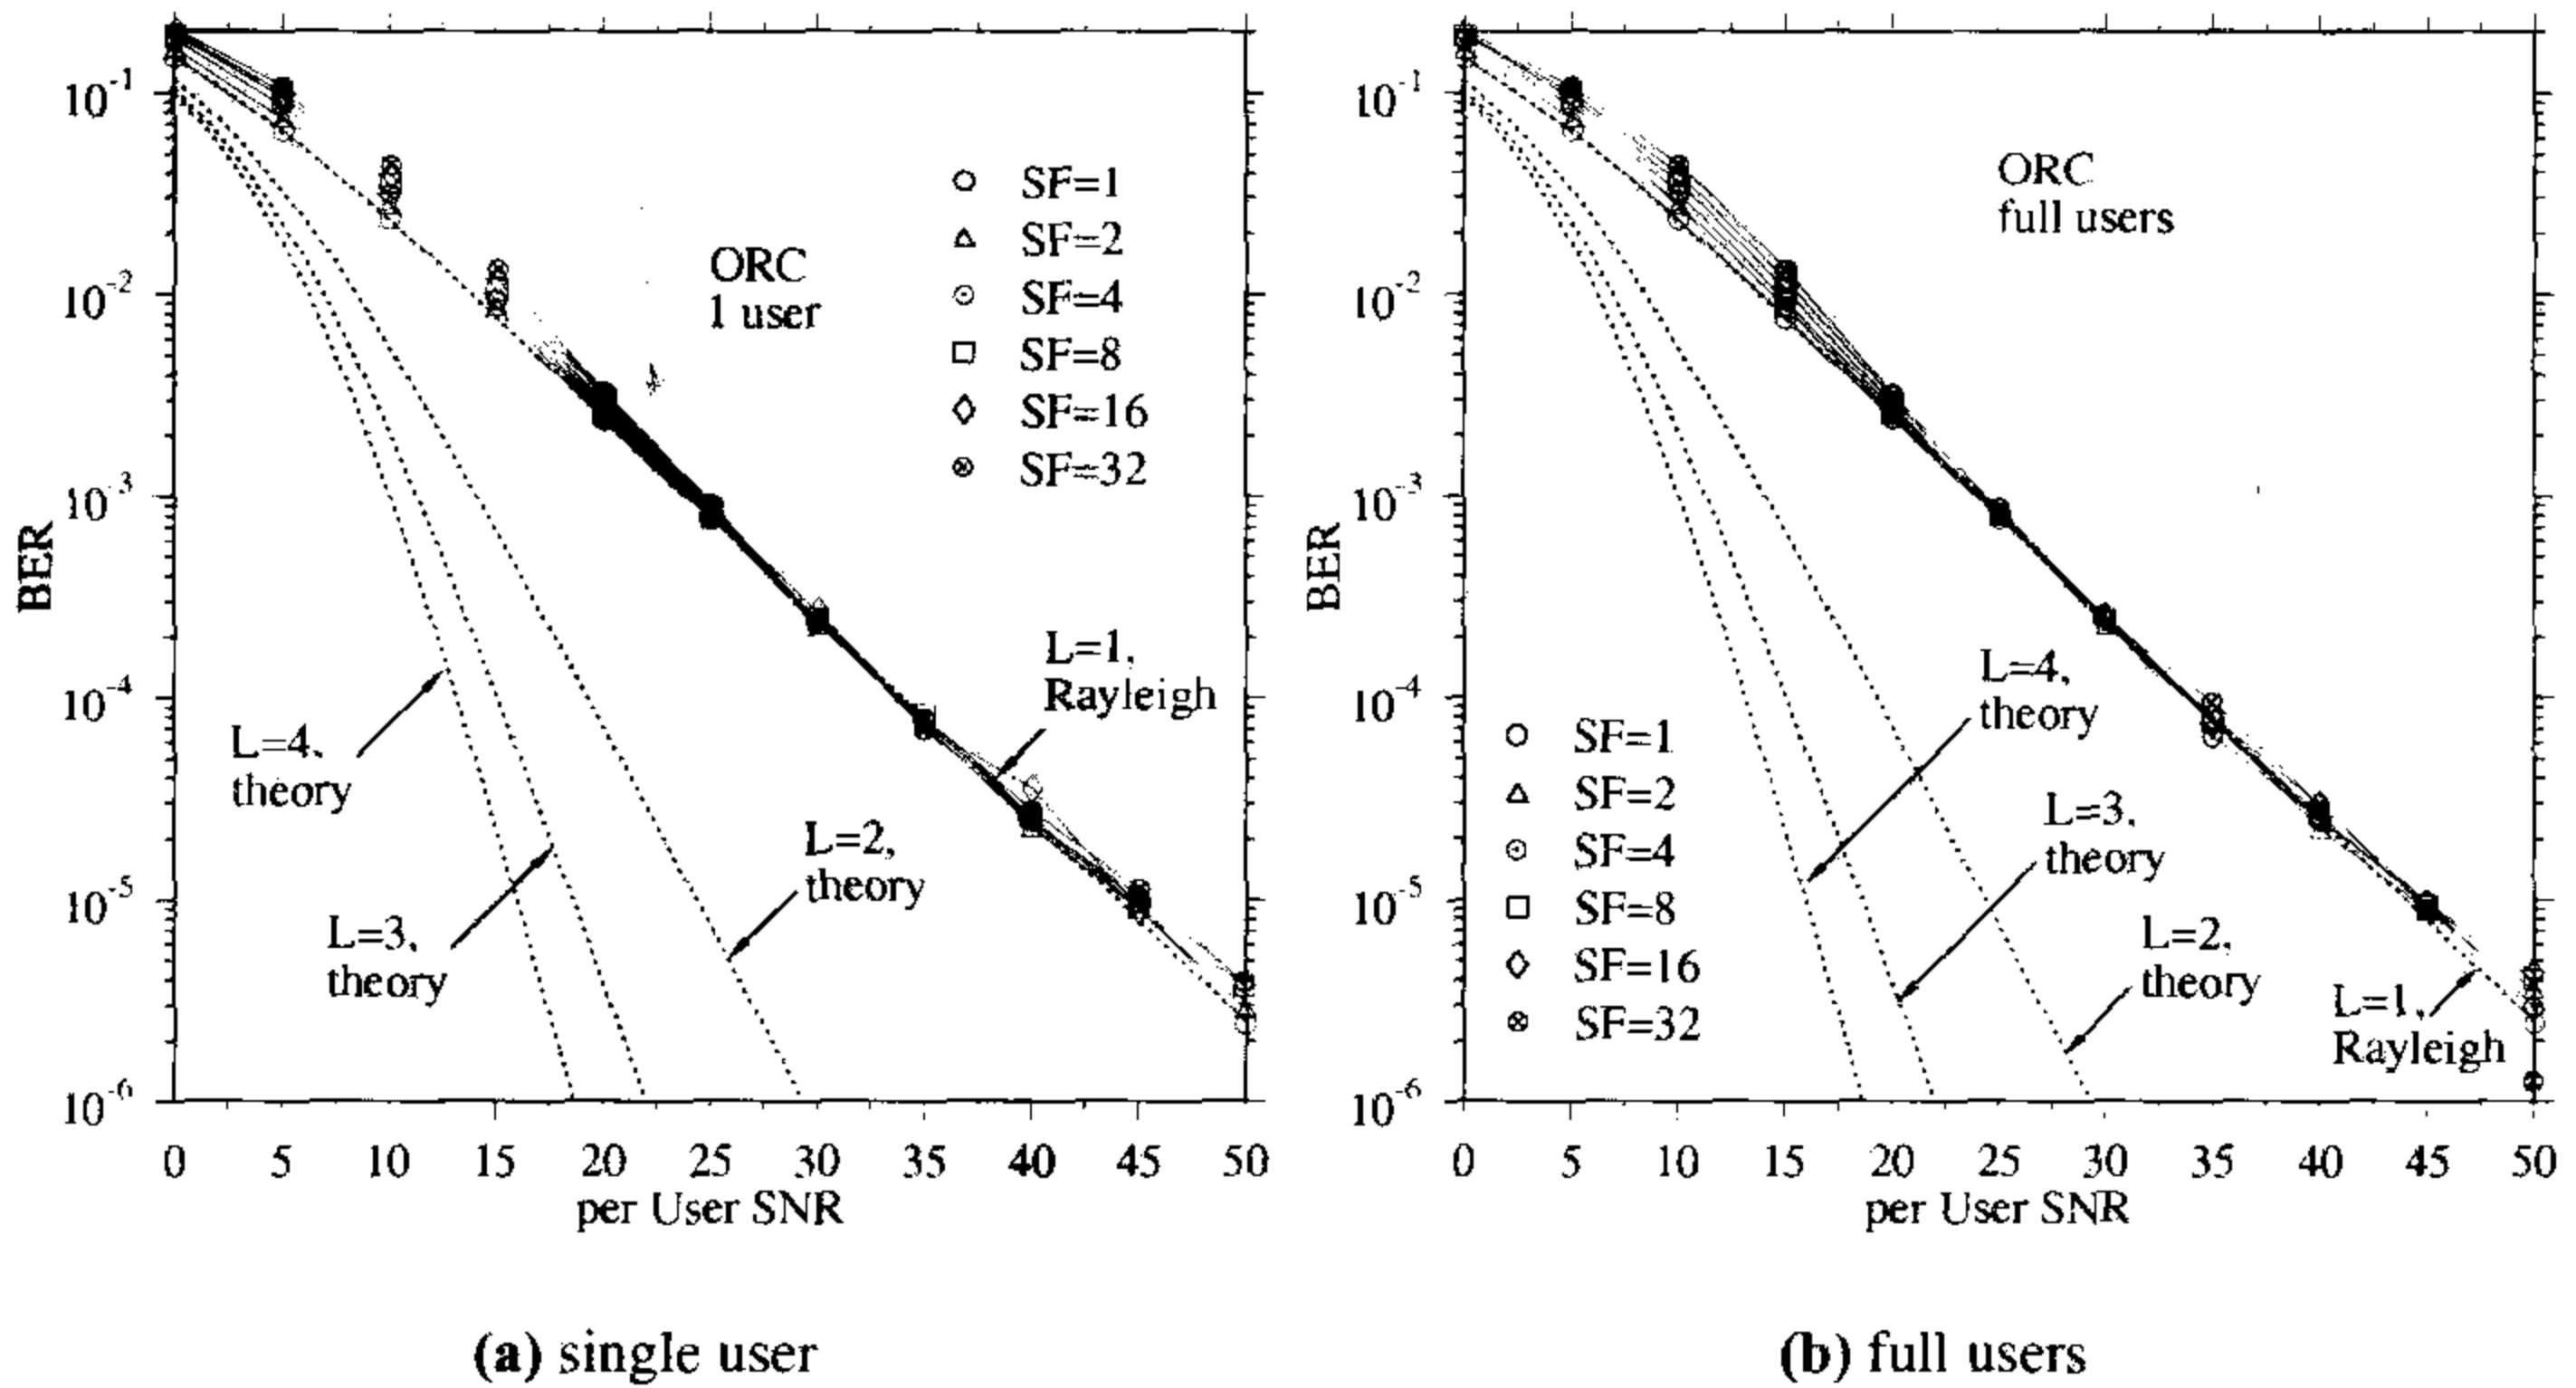 10-1
10-2
10-3
10-4
10-5
10-6
BER
0 5 10 15 20 25 30 35 40 45 50
per User SNR
ORC
1 user
SF=1
SF=2
SF=4
SF=8
SF=16
SF=32
L=1,
Rayleigh
L=4,
theory
L=2,
theory
L=3,
theory
(a) single user
10-1
10-2
10-3
10-4
10-5
10-6
BER
0 5 10 15 20 25 30 35 40 45 50
per User SNR
ORC
full users
L=4,
theory
SF=1
SF=2
SF=4
SF=8
SF=16
SF=32
L=3,
theory
L=2,
theory
L=1,
Rayleigh
(b) full users